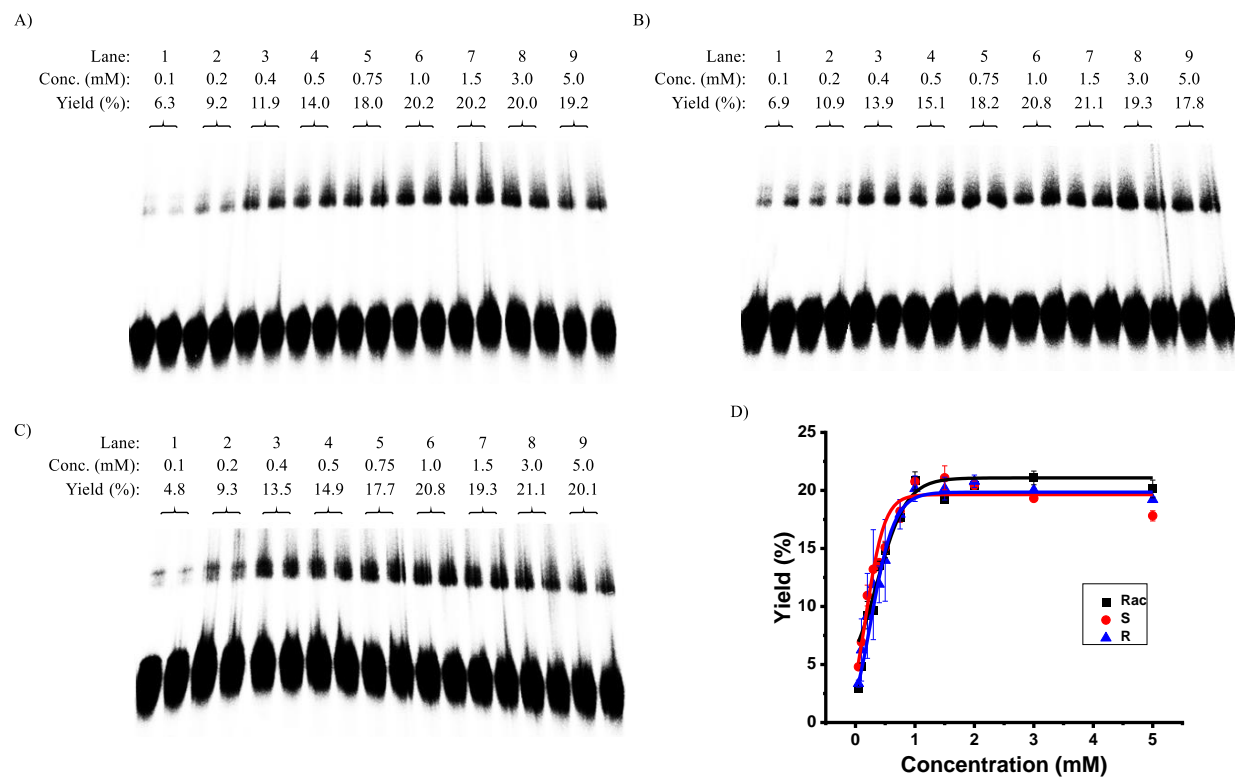 A)
Lane: 1 2 3 4 5 6 7 8 9
Conc. (mM): 0.1 0.2 0.4 0.5 0.75 1.0 1.5 3.0 5.0
Yield (%): 6.3 9.2 11.9 14.0 18.0 20.2 20.2 20.0 19.2
B)
Lane: 1 2 3 4 5 6 7 8 9
Conc. (mM): 0.1 0.2 0.4 0.5 0.75 1.0 1.5 3.0 5.0
Yield (%): 6.9 10.9 13.9 15.1 18.2 20.8 21.1 19.3 17.8
C)
Lane: 1 2 3 4 5 6 7 8 9
Conc. (mM): 0.1 0.2 0.4 0.5 0.75 1.0 1.5 3.0 5.0
Yield (%): 4.8 9.3 13.5 14.9 17.7 20.8 19.3 21.1 20.1
D)
Yield (%)
25
20
15
10
5
0
Rac
S
R
0 1 2 3 4 5
Concentration (mM)